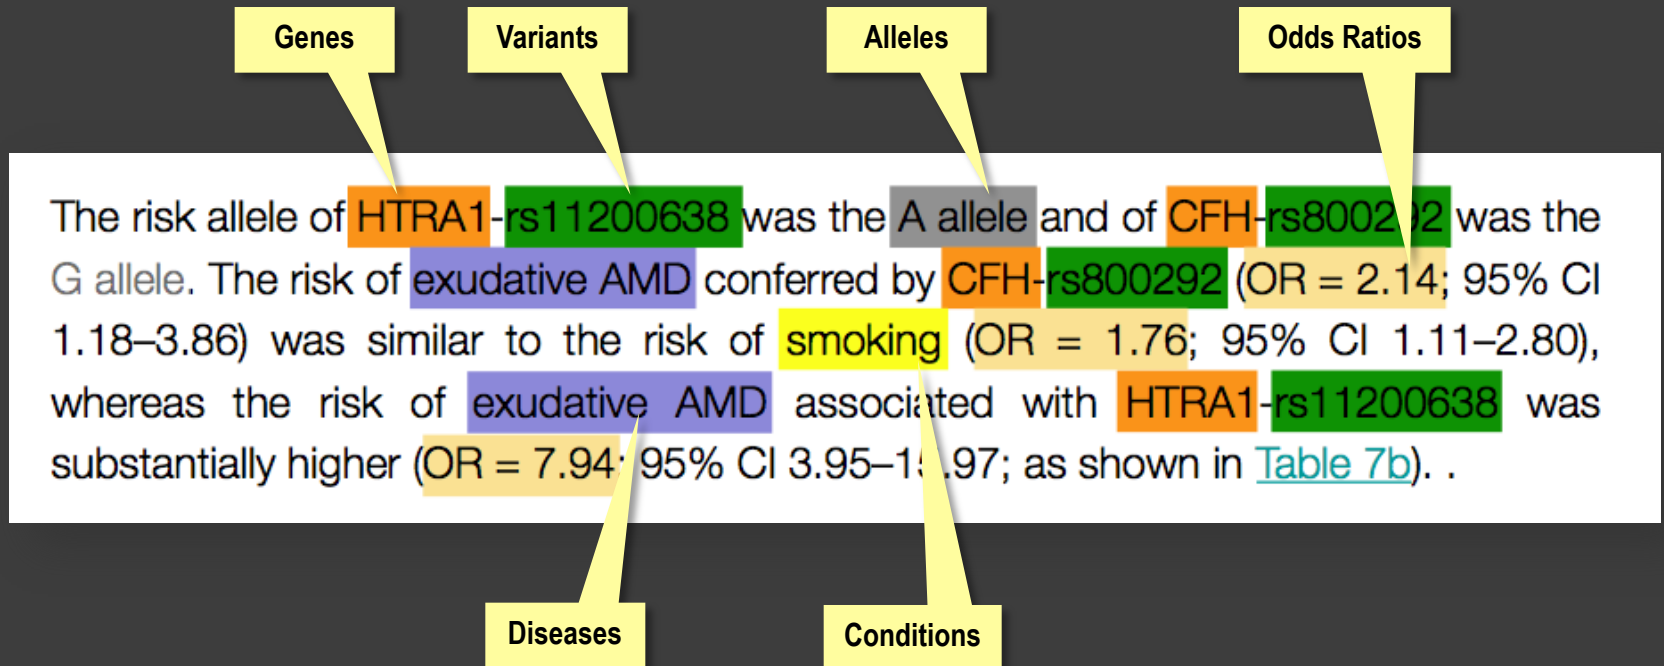 Genes
Variants
Alleles
Odds Ratios
The risk allele of HTRA1-rs11200638 was the A allele and of CFH-rs800292 was the
G allele. The risk of exudative AMD conferred by CFH-rs800292 (OR = 2.14; 95% CI
1.18–3.86) was similar to the risk of smoking (OR = 1.76; 95% CI 1.11–2.80),
whereas the risk of exudative AMD associated with HTRA1-rs11200638 was
substantially higher (OR = 7.94; 95% CI 3.95–15.97; as shown in Table 7b). .
Diseases
Conditions